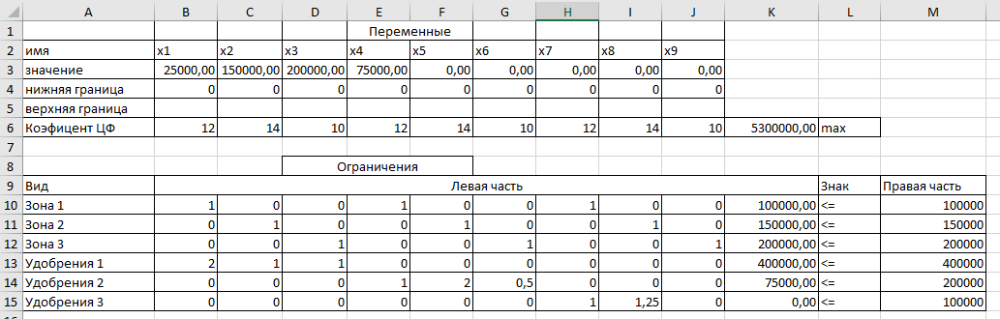 A B C D E F G H I J K L M
1 Переменные
2 имя x1 x2 x3 x4 x5 x6 x7 x8 x9
3 значение 25000,00 150000,00 200000,00 75000,00 0,00 0,00 0,00 0,00 0,00
4 нижняя граница 0 0 0 0 0 0 0 0 0
5 верхняя граница
6 Коэфицент ЦФ 12 14 10 12 14 10 12 14 10 5300000,00 max
7
8 Ограничения
9 Вид Левая часть Знак Правая часть
10 Зона 1 1 0 0 1 0 0 1 0 0 100000,00 <= 100000
11 Зона 2 0 1 0 0 1 0 0 1 0 150000,00 <= 150000
12 Зона 3 0 0 1 0 0 1 0 0 1 200000,00 <= 200000
13 Удобрения 1 2 1 1 0 0 0 0 0 0 400000,00 <= 400000
14 Удобрения 2 0 0 0 1 2 0,5 0 0 0 75000,00 <= 200000
15 Удобрения 3 0 0 0 0 0 0 1 1,25 0 0,00 <= 100000